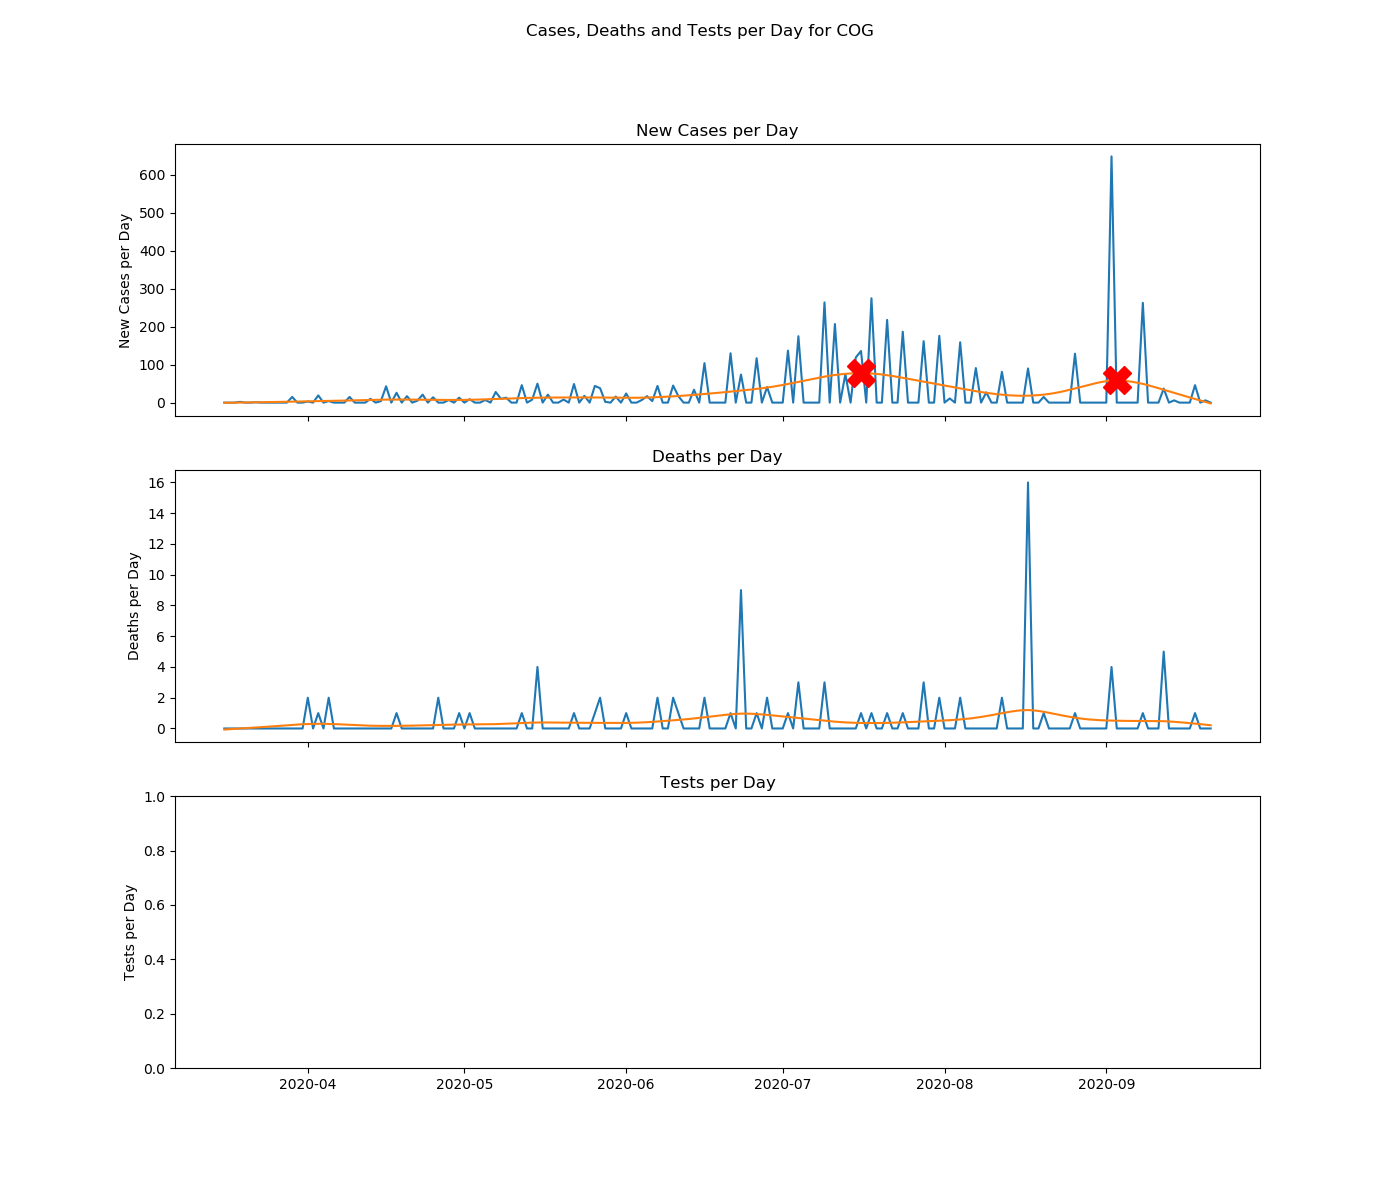 Cases, Deaths and Tests per Day for COG
New Cases per Day
New Cases per Day
600
500
400
300
200
100
0
Deaths per Day
Deaths per Day
16
14
12
10
8
6
4
2
0
Tests per Day
Tests per Day
1.0
0.8
0.6
0.4
0.2
0.0
2020-04 2020-05 2020-06 2020-07 2020-08 2020-09